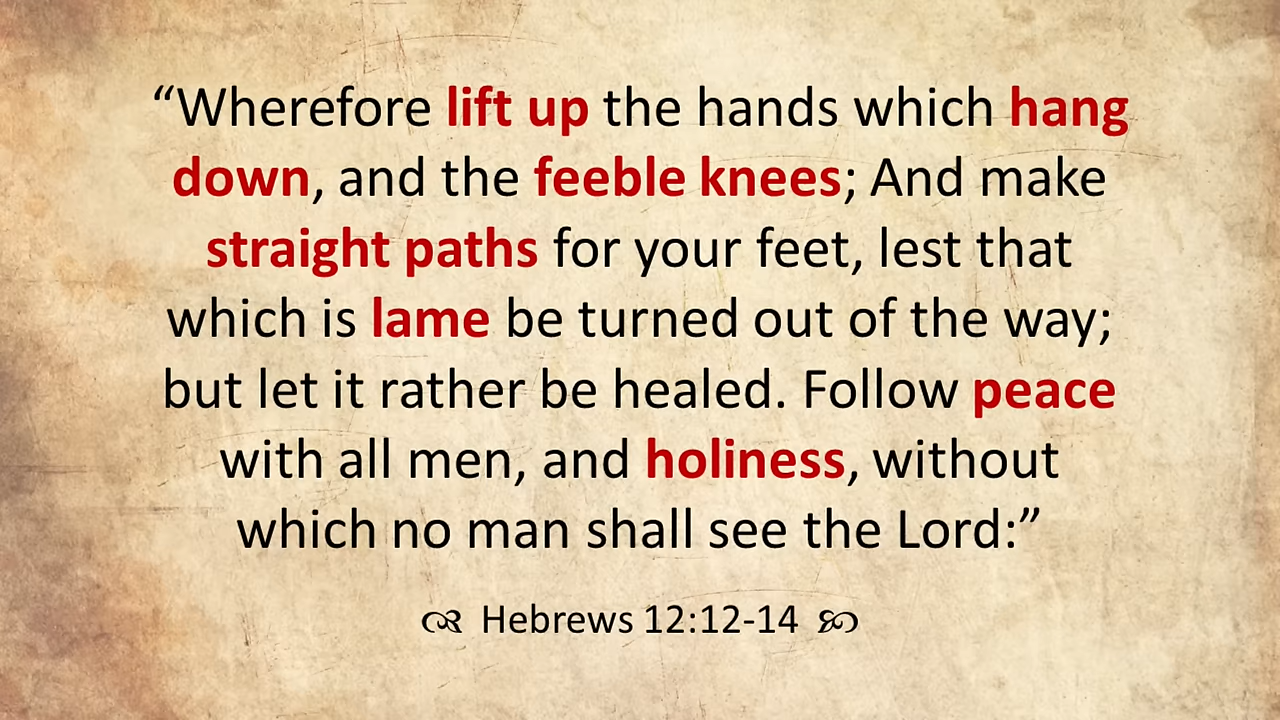 “Wherefore lift up the hands which hang
down, and the feeble knees; And make
straight paths for your feet, lest that
which is lame be turned out of the way;
but let it rather be healed. Follow peace
with all men, and holiness, without
which no man shall see the Lord:”
Hebrews 12:12-14